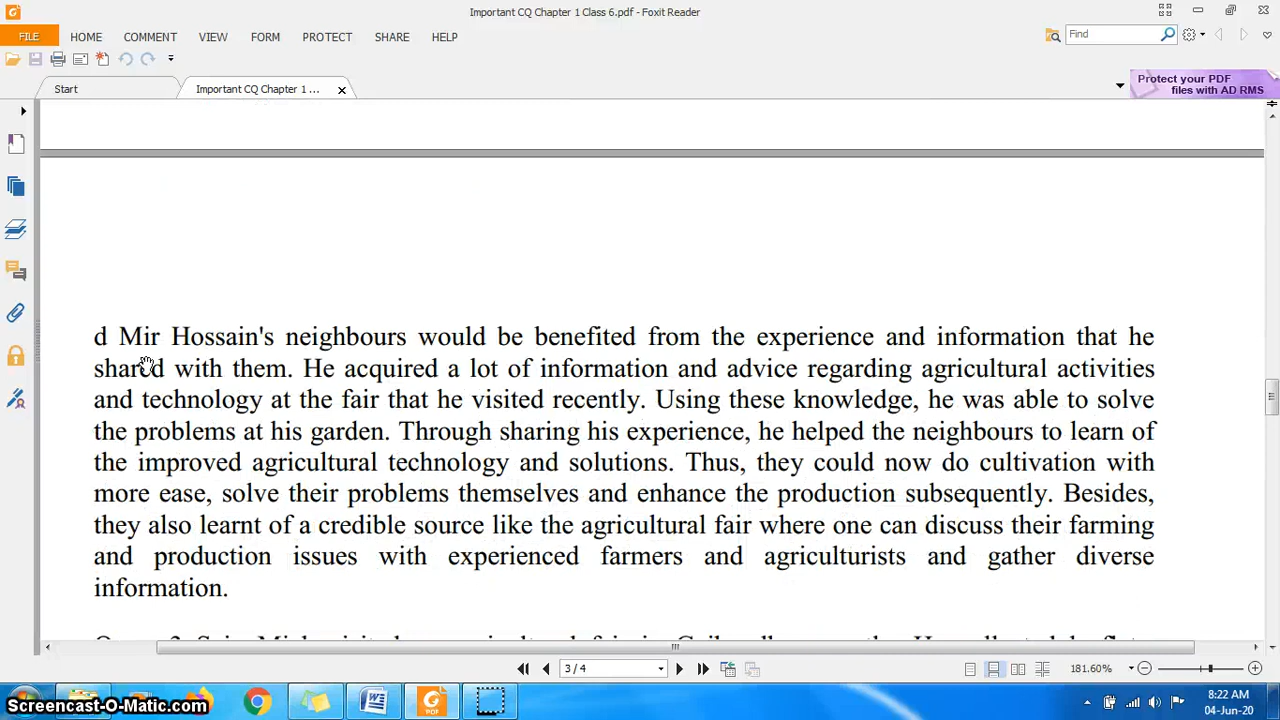 Important CQ Chapter 1 Class 6.pdf - Foxit Reader
FILE HOME COMMENT VIEW FORM PROTECT SHARE HELP Find
Start Important CQ Chapter 1 ... Protect your PDF
files with AD RMS
d Mir Hossain's neighbours would be benefited from the experience and information that he
shared with them. He acquired a lot of information and advice regarding agricultural activities
and technology at the fair that he visited recently. Using these knowledge, he was able to solve
the problems at his garden. Through sharing his experience, he helped the neighbours to learn of
the improved agricultural technology and solutions. Thus, they could now do cultivation with
more ease, solve their problems themselves and enhance the production subsequently. Besides,
they also learnt of a credible source like the agricultural fair where one can discuss their farming
and production issues with experienced farmers and agriculturists and gather diverse
information.
3 / 4 181.60%
8:22 AM
04-Jun-20
Screencast-O-Matic.com